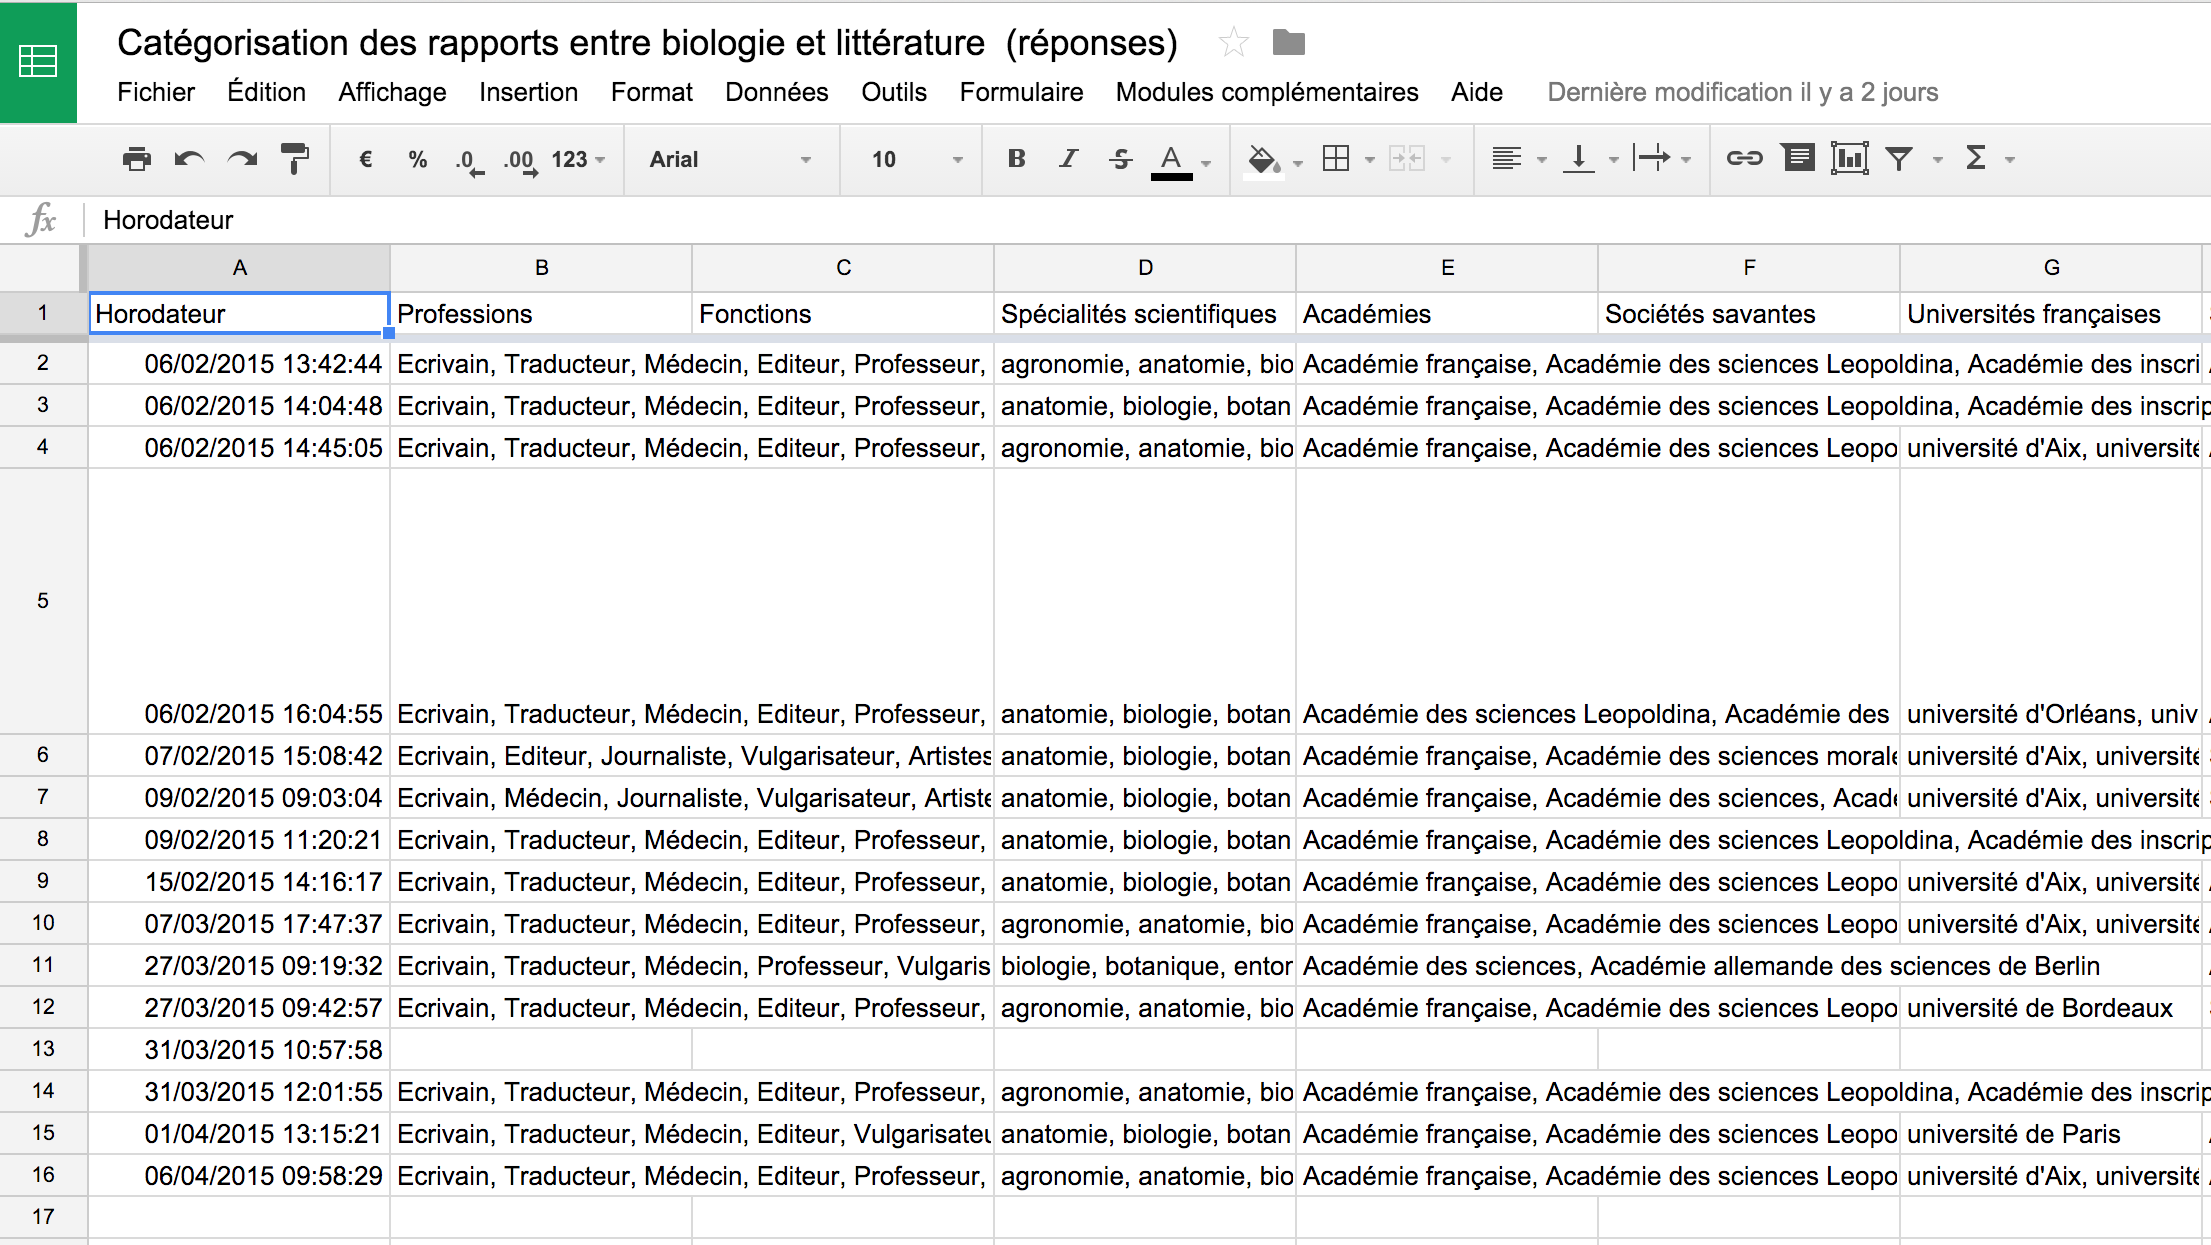 Catégorisation des rapports entre biologie et littérature (réponses)
Fichier Édition Affichage Insertion Format Données Outils Formulaire Modules complémentaires Aide Dernière modification il y a 2 jours
€ % .0 .00 123 Arial 10 B I S A Σ
fx Horodateur
A B C D E F G
1 Horodateur Professions Fonctions Spécialités scientifiques Académies Sociétés savantes Universités françaises
2 06/02/2015 13:42:44 Ecrivain, Traducteur, Médecin, Editeur, Professeur, agronomie, anatomie, bio Académie française, Académie des sciences Leopoldina, Académie des inscri
3 06/02/2015 14:04:48 Ecrivain, Traducteur, Médecin, Editeur, Professeur, anatomie, biologie, botan Académie française, Académie des sciences Leopoldina, Académie des inscrip
4 06/02/2015 14:45:05 Ecrivain, Traducteur, Médecin, Editeur, Professeur, agronomie, anatomie, bio Académie française, Académie des sciences Leopo université d'Aix, université
5 06/02/2015 16:04:55 Ecrivain, Traducteur, Médecin, Editeur, Professeur, anatomie, biologie, botan Académie des sciences Leopoldina, Académie des université d'Orléans, univ
6 07/02/2015 15:08:42 Ecrivain, Editeur, Journaliste, Vulgarisateur, Artistes anatomie, biologie, botan Académie française, Académie des sciences morale université d'Aix, université
7 09/02/2015 09:03:04 Ecrivain, Médecin, Journaliste, Vulgarisateur, Artiste anatomie, biologie, botan Académie française, Académie des sciences, Acadé université d'Aix, université
8 09/02/2015 11:20:21 Ecrivain, Traducteur, Médecin, Editeur, Professeur, anatomie, biologie, botan Académie française, Académie des sciences Leopoldina, Académie des inscrip
9 15/02/2015 14:16:17 Ecrivain, Traducteur, Médecin, Editeur, Professeur, anatomie, biologie, botan Académie française, Académie des sciences Leopo université d'Aix, université
10 07/03/2015 17:47:37 Ecrivain, Traducteur, Médecin, Editeur, Professeur, agronomie, anatomie, bio Académie française, Académie des sciences Leopo université d'Aix, université
11 27/03/2015 09:19:32 Ecrivain, Traducteur, Médecin, Professeur, Vulgaris biologie, botanique, entom Académie des sciences, Académie allemande des sciences de Berlin
12 27/03/2015 09:42:57 Ecrivain, Traducteur, Médecin, Editeur, Professeur, agronomie, anatomie, bio Académie française, Académie des sciences Leopo université de Bordeaux
13 31/03/2015 10:57:58
14 31/03/2015 12:01:55 Ecrivain, Traducteur, Médecin, Editeur, Professeur, agronomie, anatomie, bio Académie française, Académie des sciences Leopoldina, Académie des inscrip
15 01/04/2015 13:15:21 Ecrivain, Traducteur, Médecin, Editeur, Vulgarisateu anatomie, biologie, botan Académie française, Académie des sciences Leopo université de Paris
16 06/04/2015 09:58:29 Ecrivain, Traducteur, Médecin, Editeur, Professeur, agronomie, anatomie, bio Académie française, Académie des sciences Leopo université d'Aix, université
17